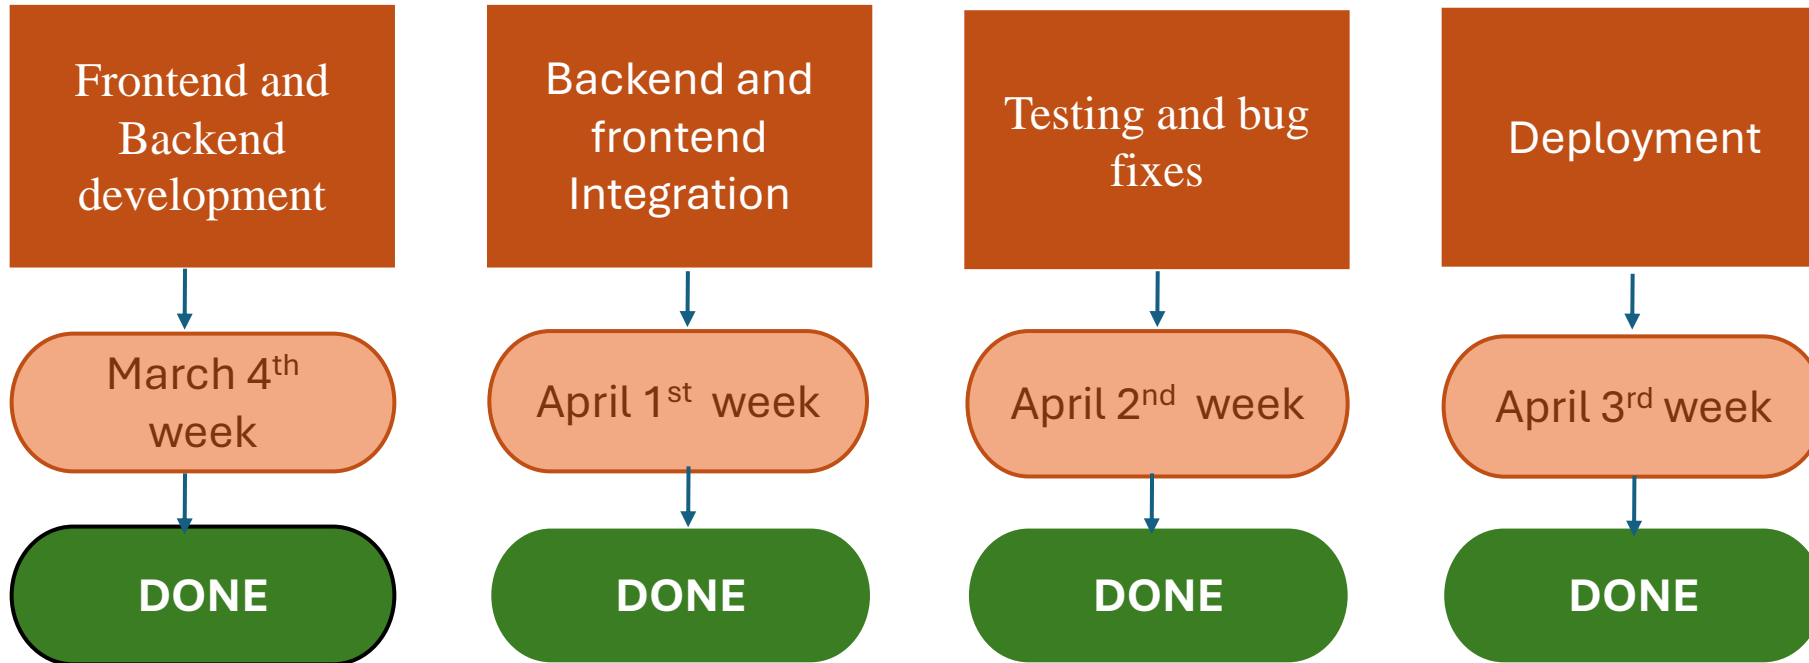 Frontend and
Backend
development
Backend and
frontend
Integration
Testing and bug
fixes
Deployment
March 4th
week
April 1st week
April 2nd week
April 3rd week
DONE
DONE
DONE
DONE